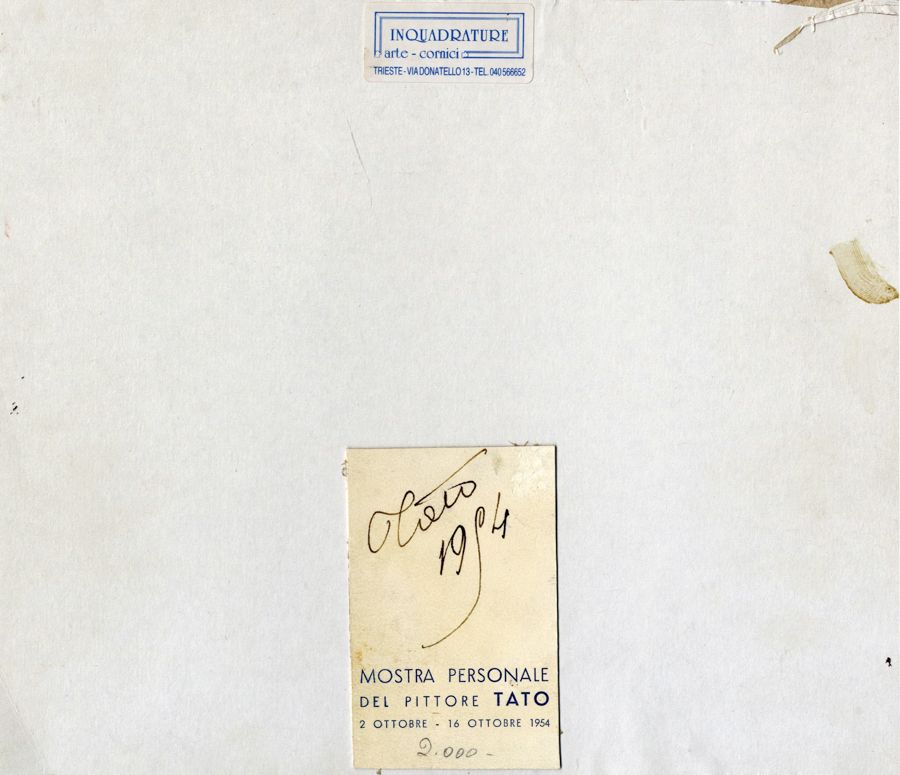 INQUADRATURE
arte - cornici
TRIESTE - VIA DONATELLO 13 - TEL. 040 566652
Tato
1954
MOSTRA PERSONALE
DEL PITTORE TATO
2 OTTOBRE - 16 OTTOBRE 1954
2.000 -